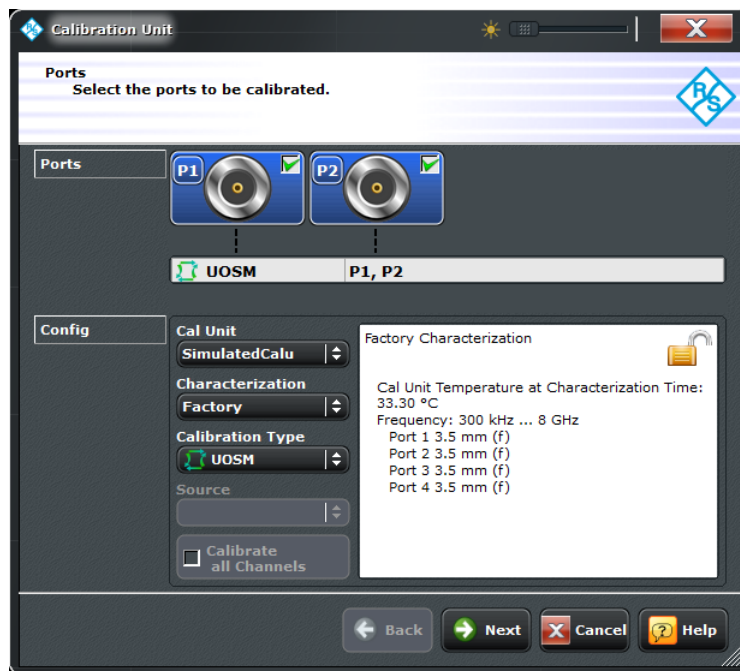 Calibration Unit
Ports
Select the ports to be calibrated.
R/S
Ports
P1
P2
UOSM P1, P2
Config
Cal Unit
SimulatedCalu
Characterization
Factory
Calibration Type
UOSM
Source
Calibrate
all Channels
Factory Characterization
Cal Unit Temperature at Characterization Time:
33.30 °C
Frequency: 300 kHz ... 8 GHz
Port 1 3.5 mm (f)
Port 2 3.5 mm (f)
Port 3 3.5 mm (f)
Port 4 3.5 mm (f)
Back Next Cancel Help